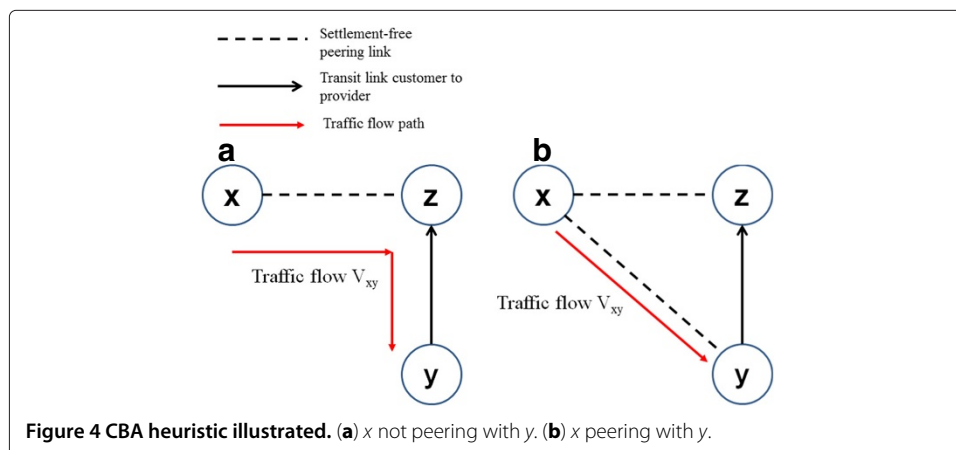 Settlement-free
peering link
Transit link customer to
provider
Traffic flow path
a
b
x
z
x
z
Traffic flow Vxy
Traffic flow Vxy
y
y
Figure 4 CBA heuristic illustrated. (a) x not peering with y. (b) x peering with y.